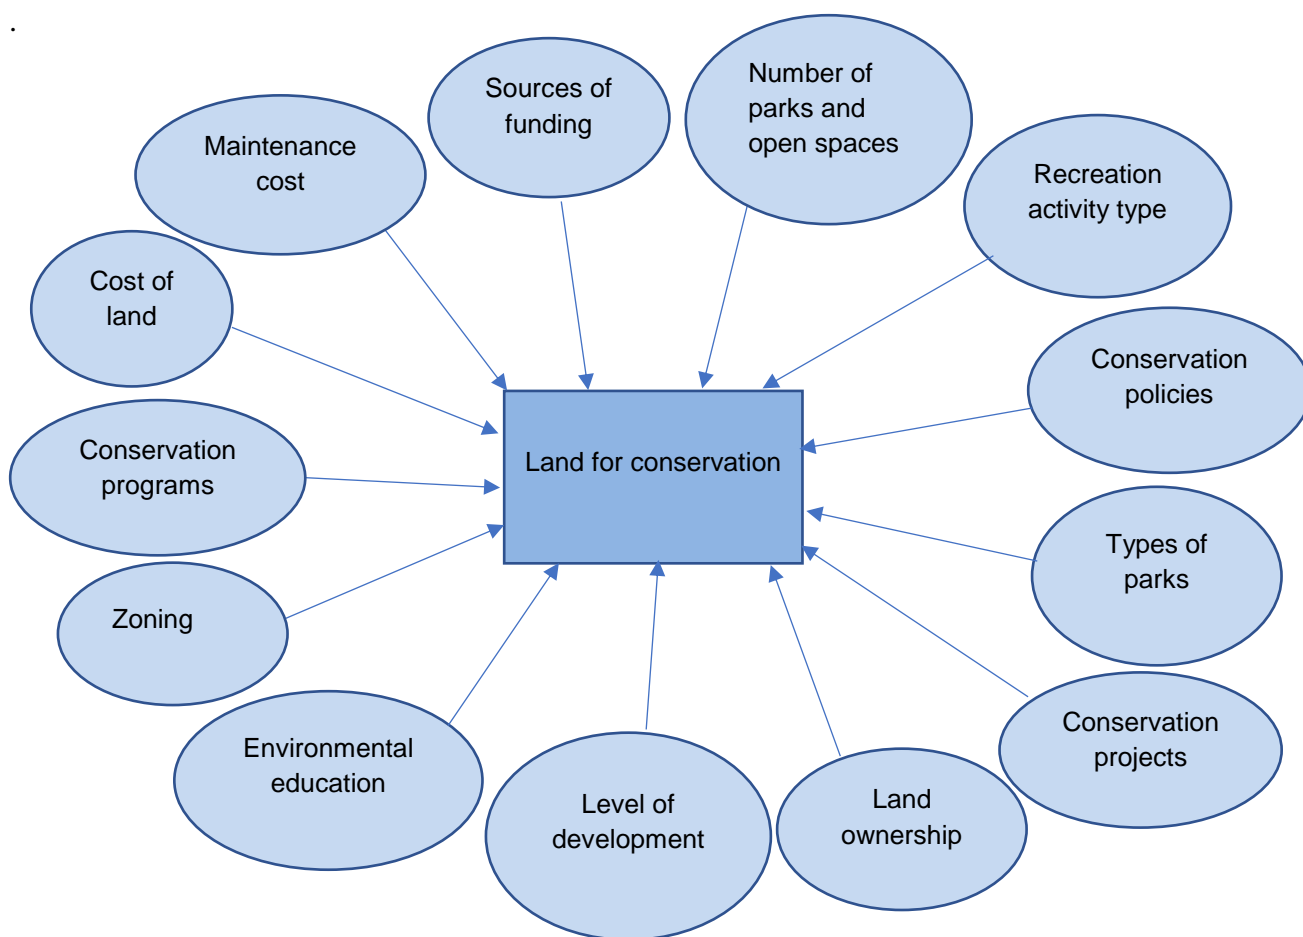 .
Sources of
funding
Number of
parks and
open spaces
Maintenance
cost
Recreation
activity type
Cost of
land
Conservation
policies
Land for conservation
Conservation
programs
Types of
parks
Zoning
Conservation
projects
Environmental
education
Level of
development
Land
ownership